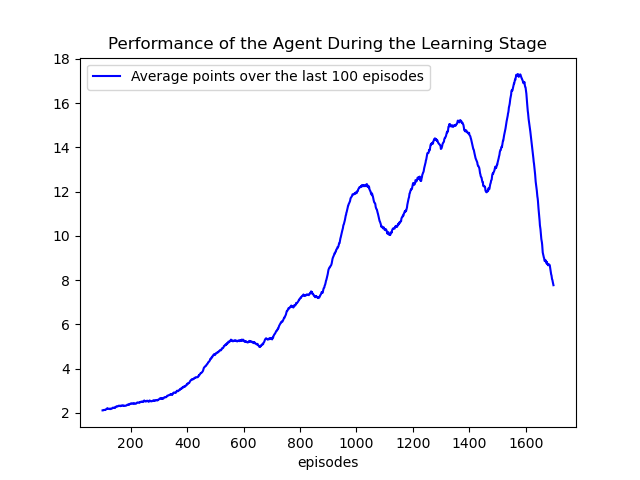 Performance of the Agent During the Learning Stage
Average points over the last 100 episodes
18
16
14
12
10
8
6
4
2
200 400 600 800 1000 1200 1400 1600
episodes